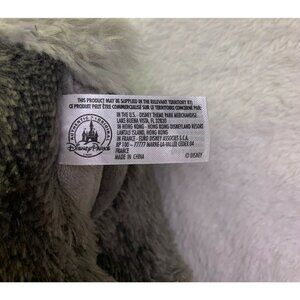 THIS PRODUCT MAY BE SUPPLIED IN THE RELEVANT TERRITORY BY:
CE PRODUIT PEUT ÊTRE COMMERCIALISÉ SUR LE TERRITOIRE PAR:
AUTHENTIC ORIGINAL
Disney Parks
IN THE U.S. - DISNEY THEME PARK MERCHANDISE -
LAKE BUENA VISTA, FL 32830
IN HONG KONG - HONG KONG DISNEYLAND RESORT
LANTAU ISLAND, HONG KONG
IN FRANCE - EURO DISNEY ASSOCIÉS S.C.A.
BP 100 - 77777 MARNE-LA-VALLÉE CEDEX 04
FRANCE
MADE IN CHINA
© DISNEY